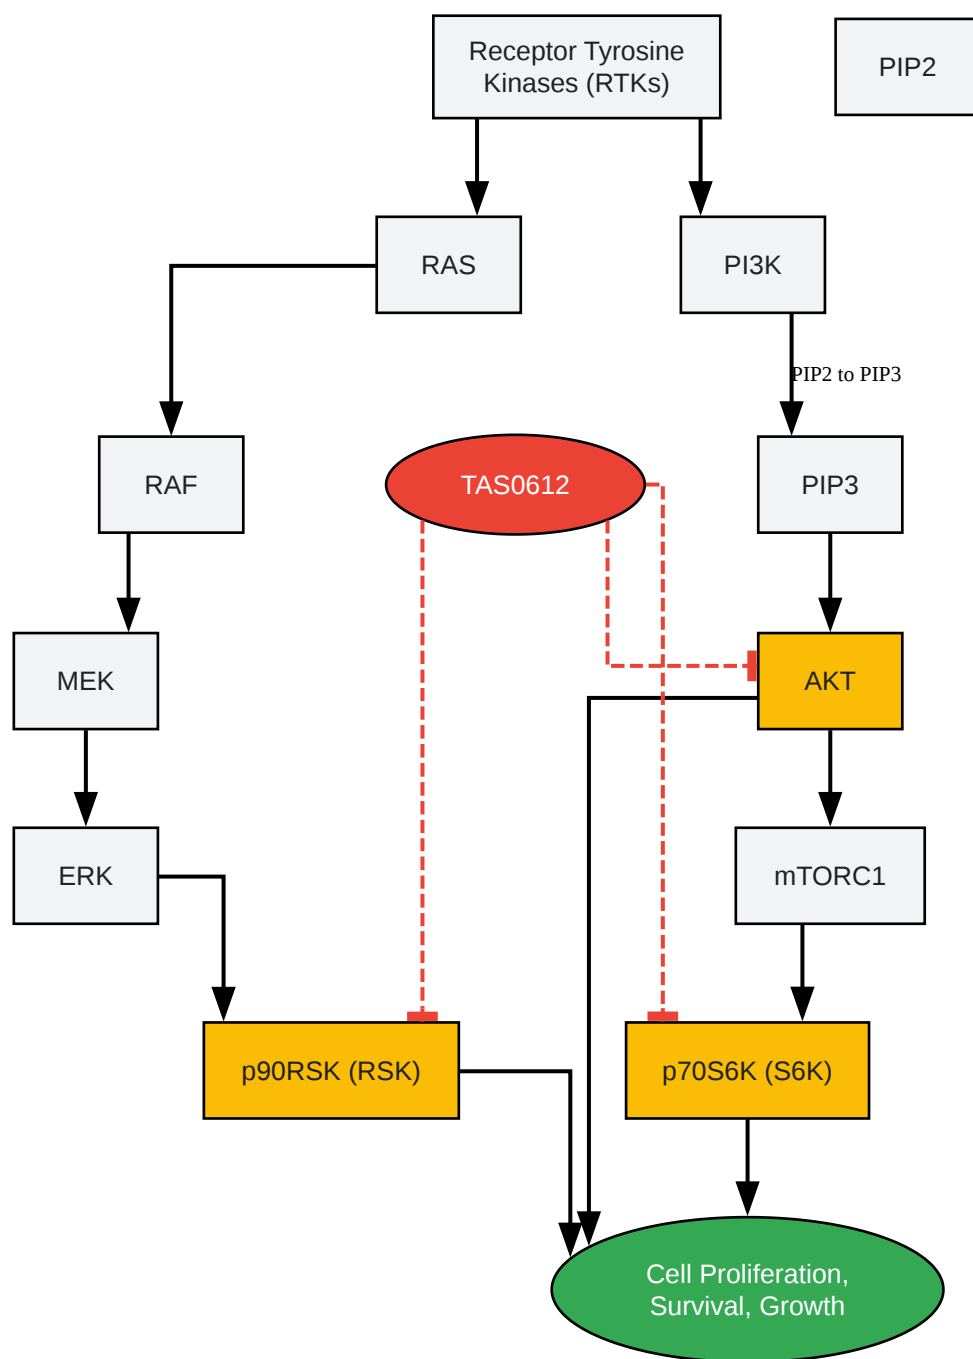 Receptor Tyrosine
Kinases (RTKs)
PIP2
RAS
PI3K
PIP2 to PIP3
RAF
TAS0612
PIP3
MEK
AKT
ERK
mTORC1
p90RSK (RSK)
p70S6K (S6K)
Cell Proliferation,
Survival, Growth